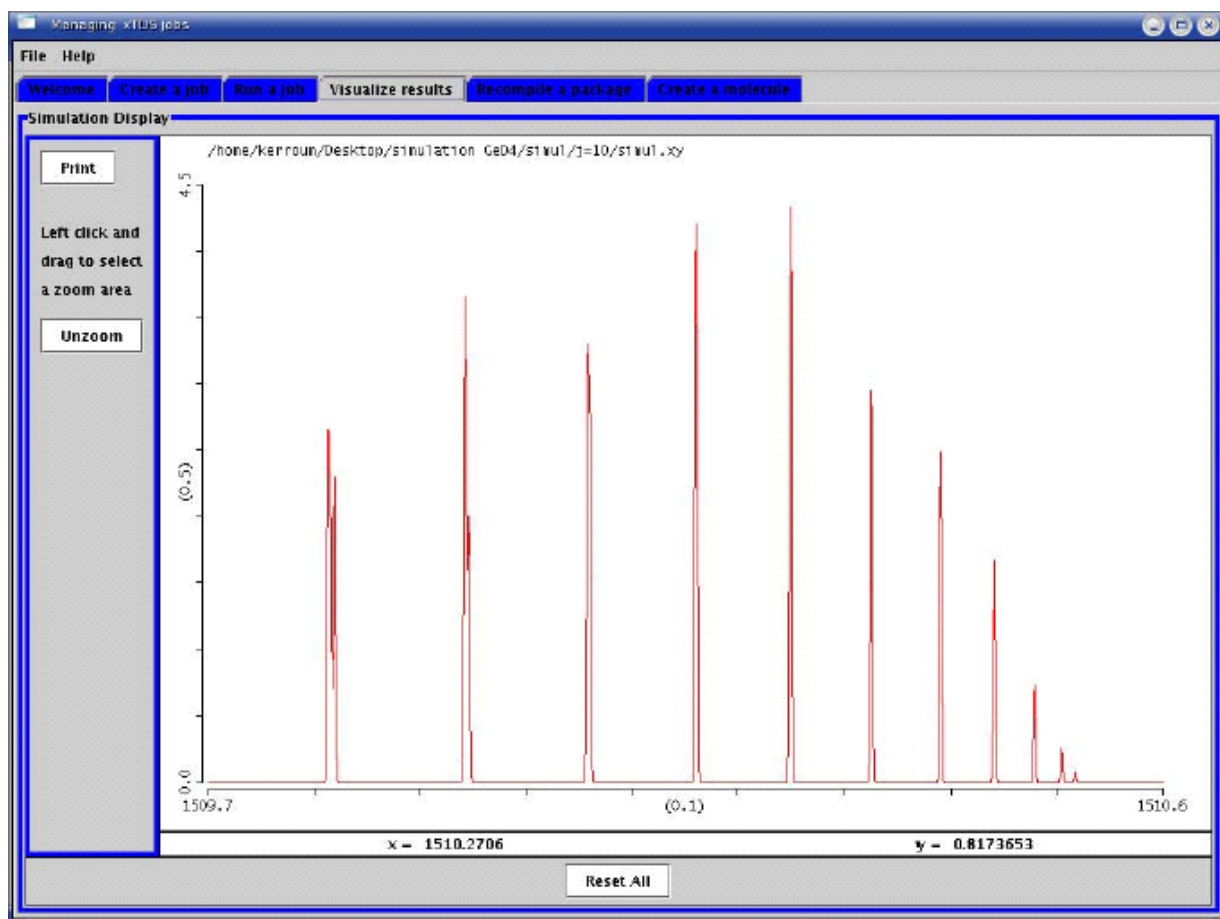 Managing xTDS jobs
File Help
Welcome Create a job Run a job Visualize results Recompile a package Create a molecule
Simulation Display
Print
Left click and
drag to select
a zoom area
Unzoom
/home/kerroum/Desktop/simulation GeD4/simul/j=10/simul.xy
4.5
(0.5)
0.0
1509.7 (0.1) 1510.6
x = 1510.2706 y = 0.8173653
Reset All